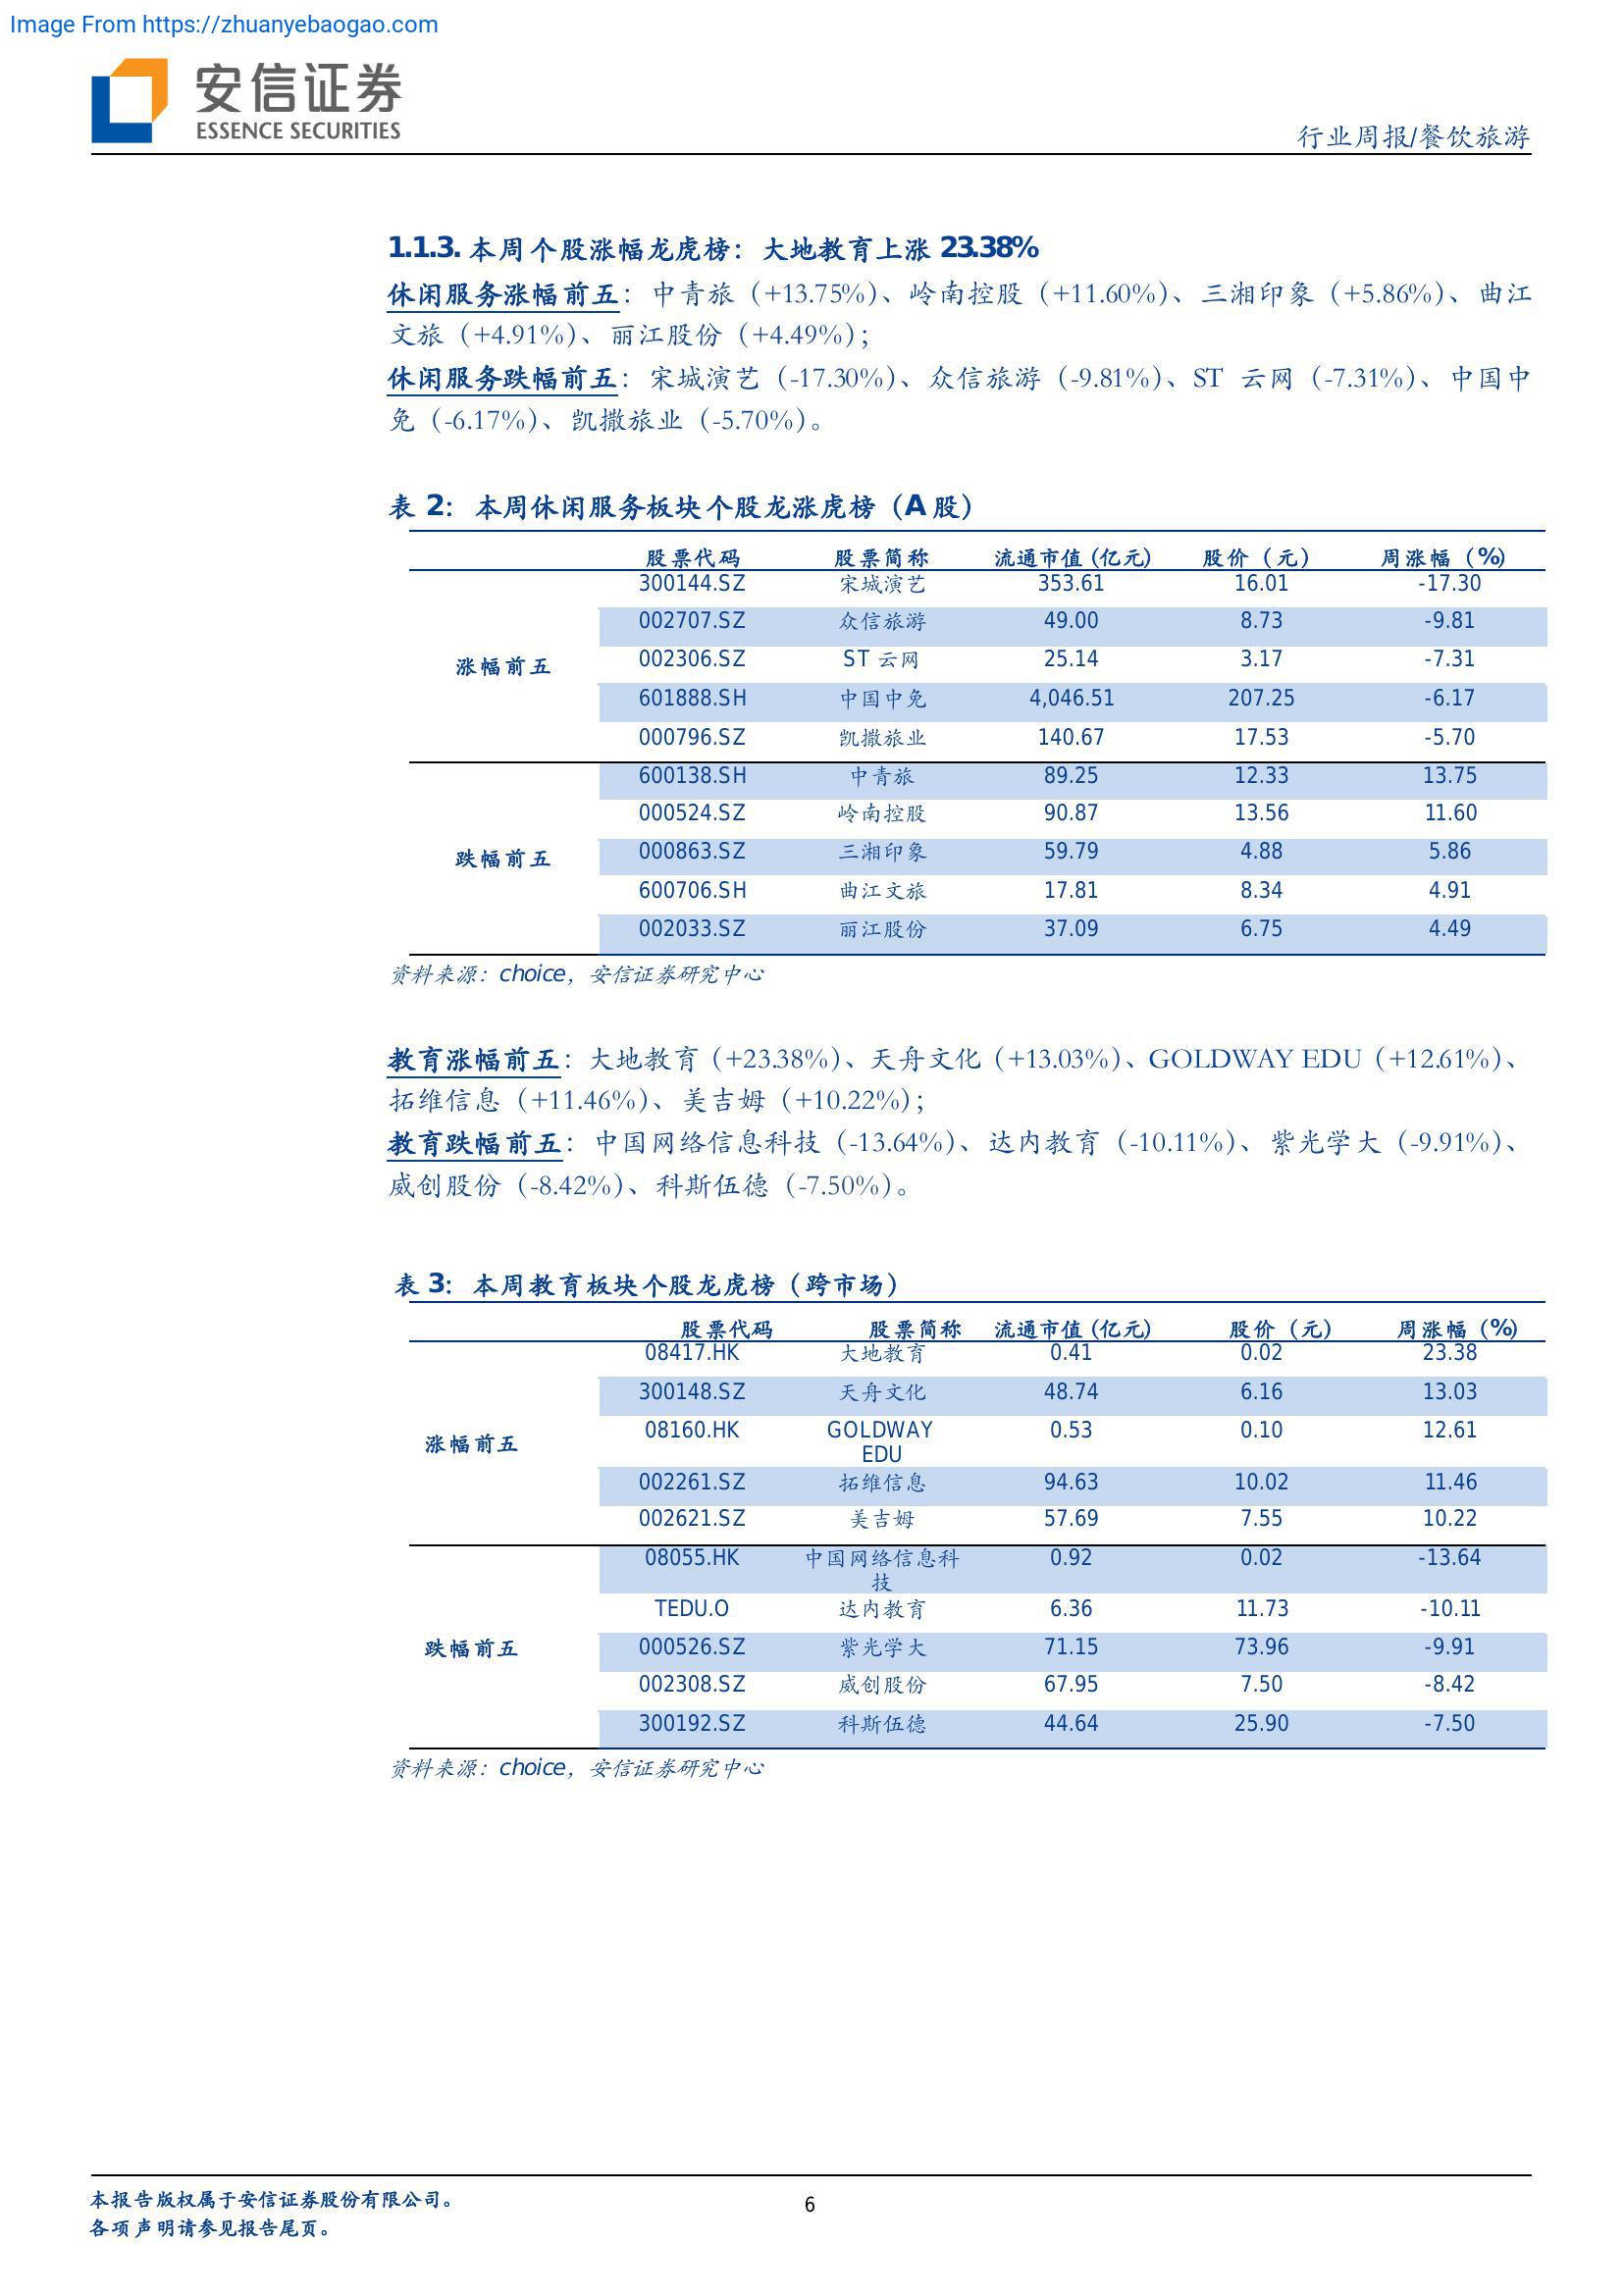 Image From https://zhuanyebaogao.com
安信证券
ESSENCE SECURITIES
行业周报/餐饮旅游
1.1.3. 本周个股涨幅龙虎榜：大地教育上涨 23.38%
休闲服务涨幅前五：中青旅（+13.75%）、岭南控股（+11.60%）、三湘印象（+5.86%）、曲江
文旅（+4.91%）、丽江股份（+4.49%）；
休闲服务跌幅前五：宋城演艺（-17.30%）、众信旅游（-9.81%）、ST 云网（-7.31%）、中国中
免（-6.17%）、凯撒旅业（-5.70%）。
表 2：本周休闲服务板块个股龙涨虎榜（A 股）
股票代码 股票简称 流通市值 (亿元) 股价（元） 周涨幅（%)
300144.SZ 宋城演艺 353.61 16.01 -17.30
002707.SZ 众信旅游 49.00 8.73 -9.81
涨幅前五 002306.SZ ST 云网 25.14 3.17 -7.31
601888.SH 中国中免 4,046.51 207.25 -6.17
000796.SZ 凯撒旅业 140.67 17.53 -5.70
600138.SH 中青旅 89.25 12.33 13.75
000524.SZ 岭南控股 90.87 13.56 11.60
跌幅前五 000863.SZ 三湘印象 59.79 4.88 5.86
600706.SH 曲江文旅 17.81 8.34 4.91
002033.SZ 丽江股份 37.09 6.75 4.49
资料来源：choice，安信证券研究中心
教育涨幅前五：大地教育（+23.38%）、天舟文化（+13.03%）、GOLDWAY EDU（+12.61%）、
拓维信息（+11.46%）、美吉姆（+10.22%）；
教育跌幅前五：中国网络信息科技（-13.64%）、达内教育（-10.11%）、紫光学大（-9.91%）、
威创股份（-8.42%）、科斯伍德（-7.50%）。
表 3：本周教育板块个股龙虎榜（跨市场）
股票代码 股票简称 流通市值 (亿元) 股价（元） 周涨幅（%)
08417.HK 大地教育 0.41 0.02 23.38
300148.SZ 天舟文化 48.74 6.16 13.03
涨幅前五 08160.HK GOLDWAY 0.53 0.10 12.61
EDU
002261.SZ 拓维信息 94.63 10.02 11.46
002621.SZ 美吉姆 57.69 7.55 10.22
08055.HK 中国网络信息科 0.92 0.02 -13.64
技
TEDU.O 达内教育 6.36 11.73 -10.11
跌幅前五 000526.SZ 紫光学大 71.15 73.96 -9.91
002308.SZ 威创股份 67.95 7.50 -8.42
300192.SZ 科斯伍德 44.64 25.90 -7.50
资料来源：choice，安信证券研究中心
本报告版权属于安信证券股份有限公司。
6
各项声明请参见报告尾页。